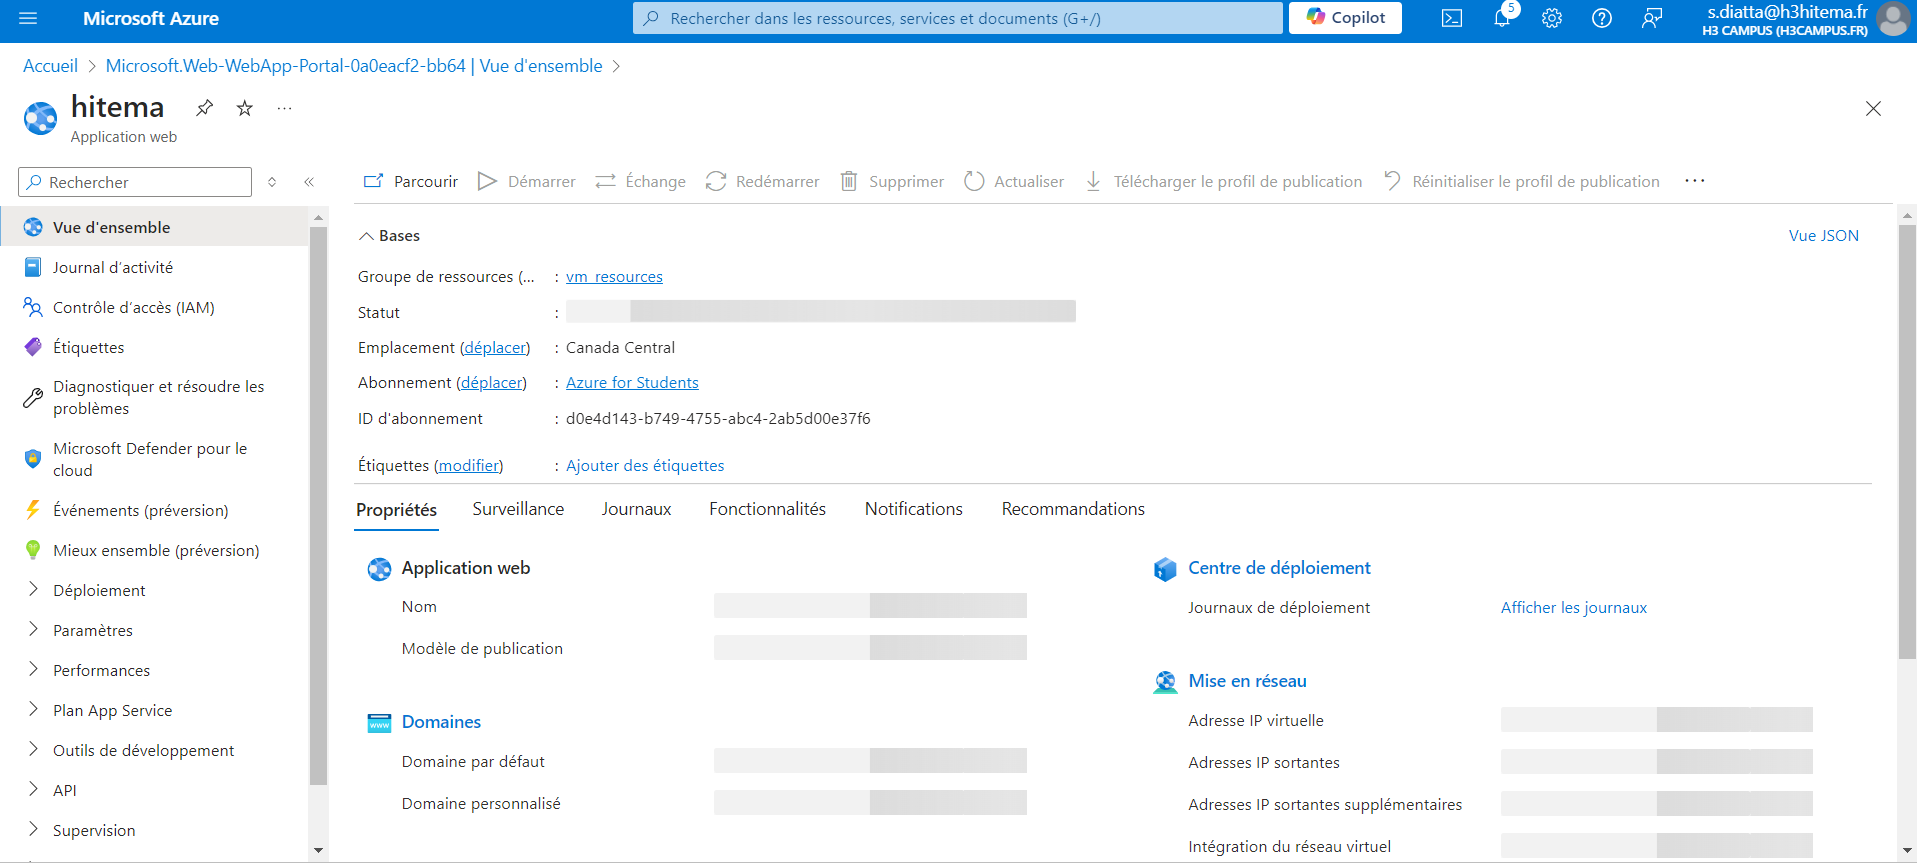 Microsoft Azure
Rechercher dans les ressources, services et documents (G+/)
Copilot
5
s.diatta@h3hitema.fr
H3 CAMPUS (H3CAMPUS.FR)
Accueil > Microsoft.Web-WebApp-Portal-0a0eacf2-bb64 | Vue d'ensemble >
hitema
Application web
Rechercher
Parcourir
Démarrer
Échange
Redémarrer
Supprimer
Actualiser
Télécharger le profil de publication
Réinitialiser le profil de publication
Vue d'ensemble
Journal d'activité
Contrôle d'accès (IAM)
Étiquettes
Diagnostiquer et résoudre les
problèmes
Microsoft Defender pour le
cloud
Événements (préversion)
Mieux ensemble (préversion)
Déploiement
Paramètres
Performances
Plan App Service
Outils de développement
API
Supervision
Bases
Vue JSON
Groupe de ressources (... : vm_resources
Statut :
Emplacement (déplacer) : Canada Central
Abonnement (déplacer) : Azure for Students
ID d'abonnement : d0e4d143-b749-4755-abc4-2ab5d00e37f6
Étiquettes (modifier) : Ajouter des étiquettes
Propriétés
Surveillance
Journaux
Fonctionnalités
Notifications
Recommandations
Application web
Nom
Modèle de publication
Domaines
Domaine par défaut
Domaine personnalisé
Centre de déploiement
Journaux de déploiement
Afficher les journaux
Mise en réseau
Adresse IP virtuelle
Adresses IP sortantes
Adresses IP sortantes supplémentaires
Intégration du réseau virtuel